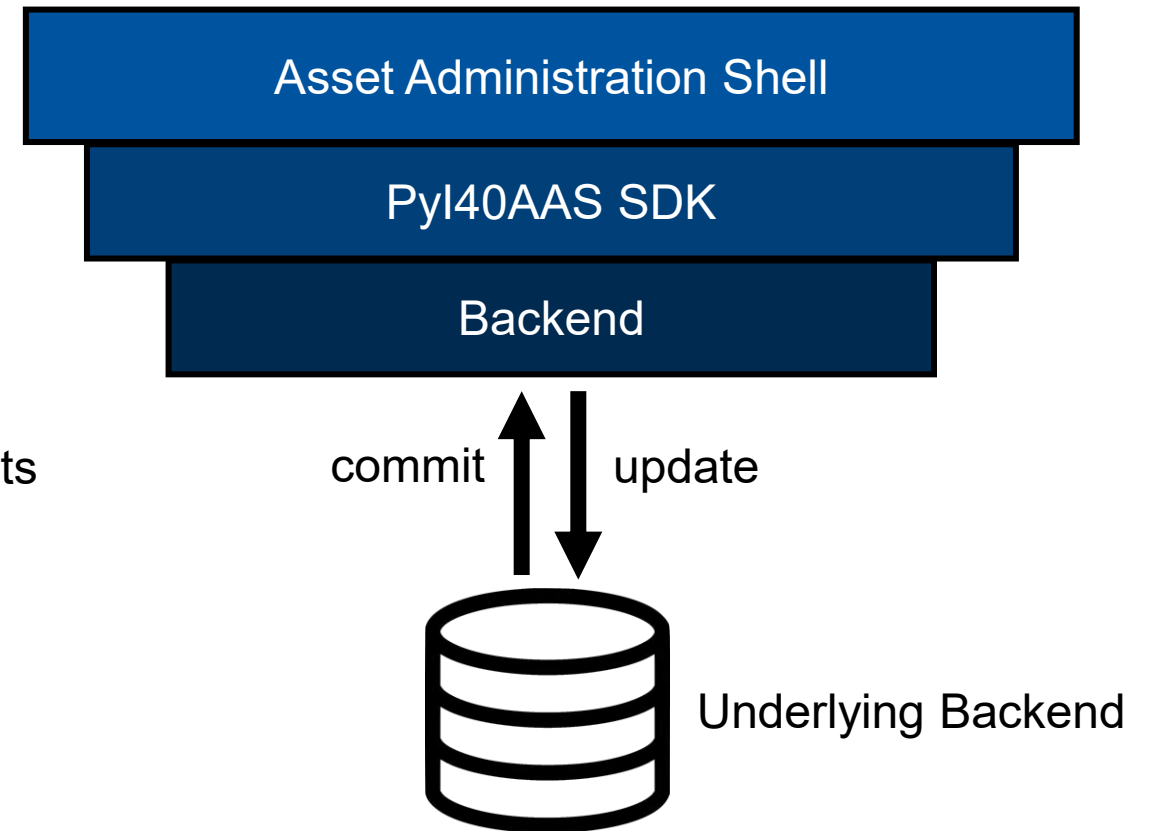 Asset Administration Shell
PyI40AAS SDK
Backend
ts
commit
update
Underlying Backend